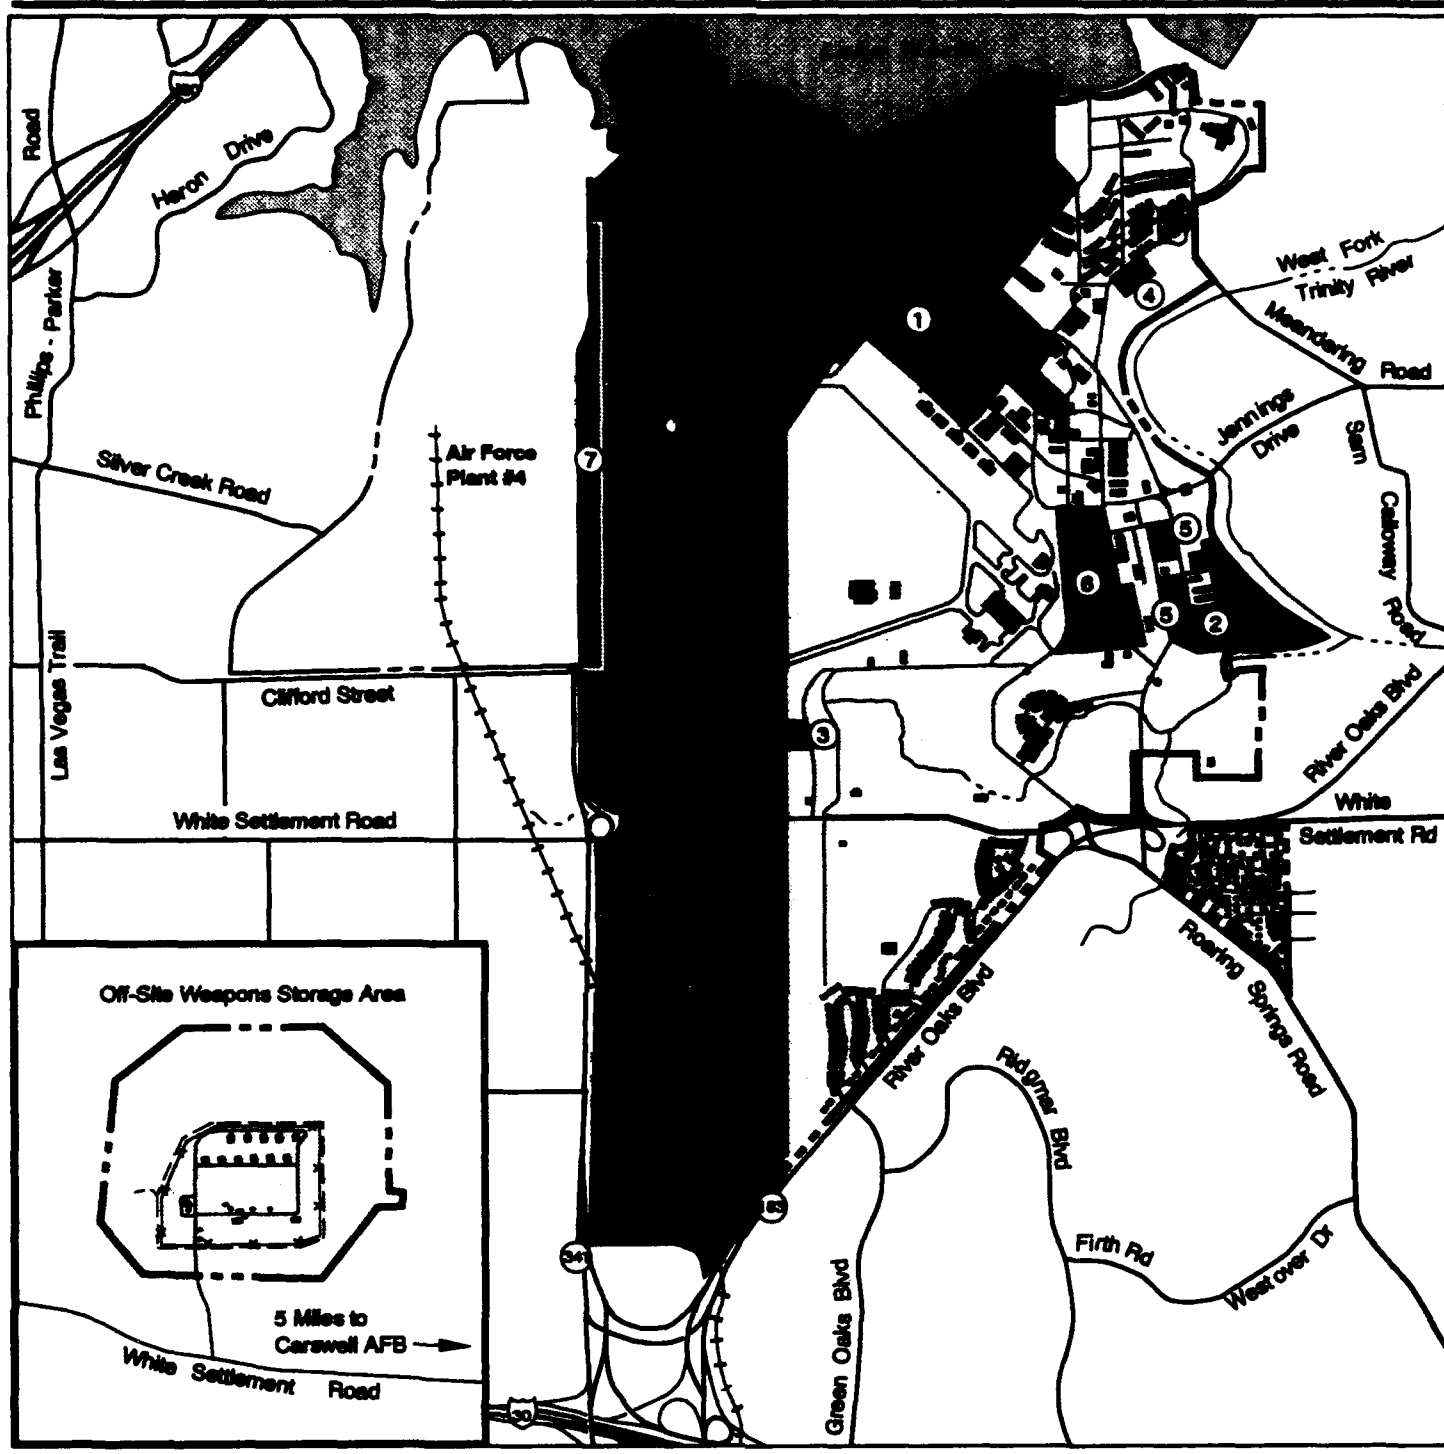 Road
Heron Drive
Phillips - Parker
West Fork
Trinity River
Meandering
Road
4
1
Jennings
Drive
Sam
Calloway
Road
Air Force
Plant #4
7
Silver Creek Road
5
6
5
2
Las Vegas Trail
Clifford Street
3
River Oaks Blvd
White Settlement Road
White
Settlement Rd
Off-Site Weapons Storage Area
River Oaks Blvd
Roaring Springs Road
Ridgmar Blvd
183
341
Firth Rd
Westover Dr
Green Oaks Blvd
5 Miles to
Carswell AFB
White Settlement Road
30